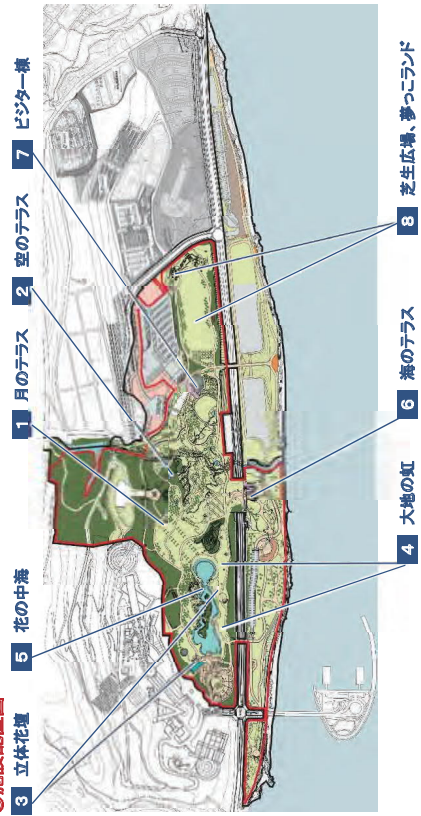 3 立体花壇
5 花の中海
1 月のテラス
2 空のテラス
7 ビジター棟
4 大地の虹
6 海のテラス
8 芝生広場、夢っこランド